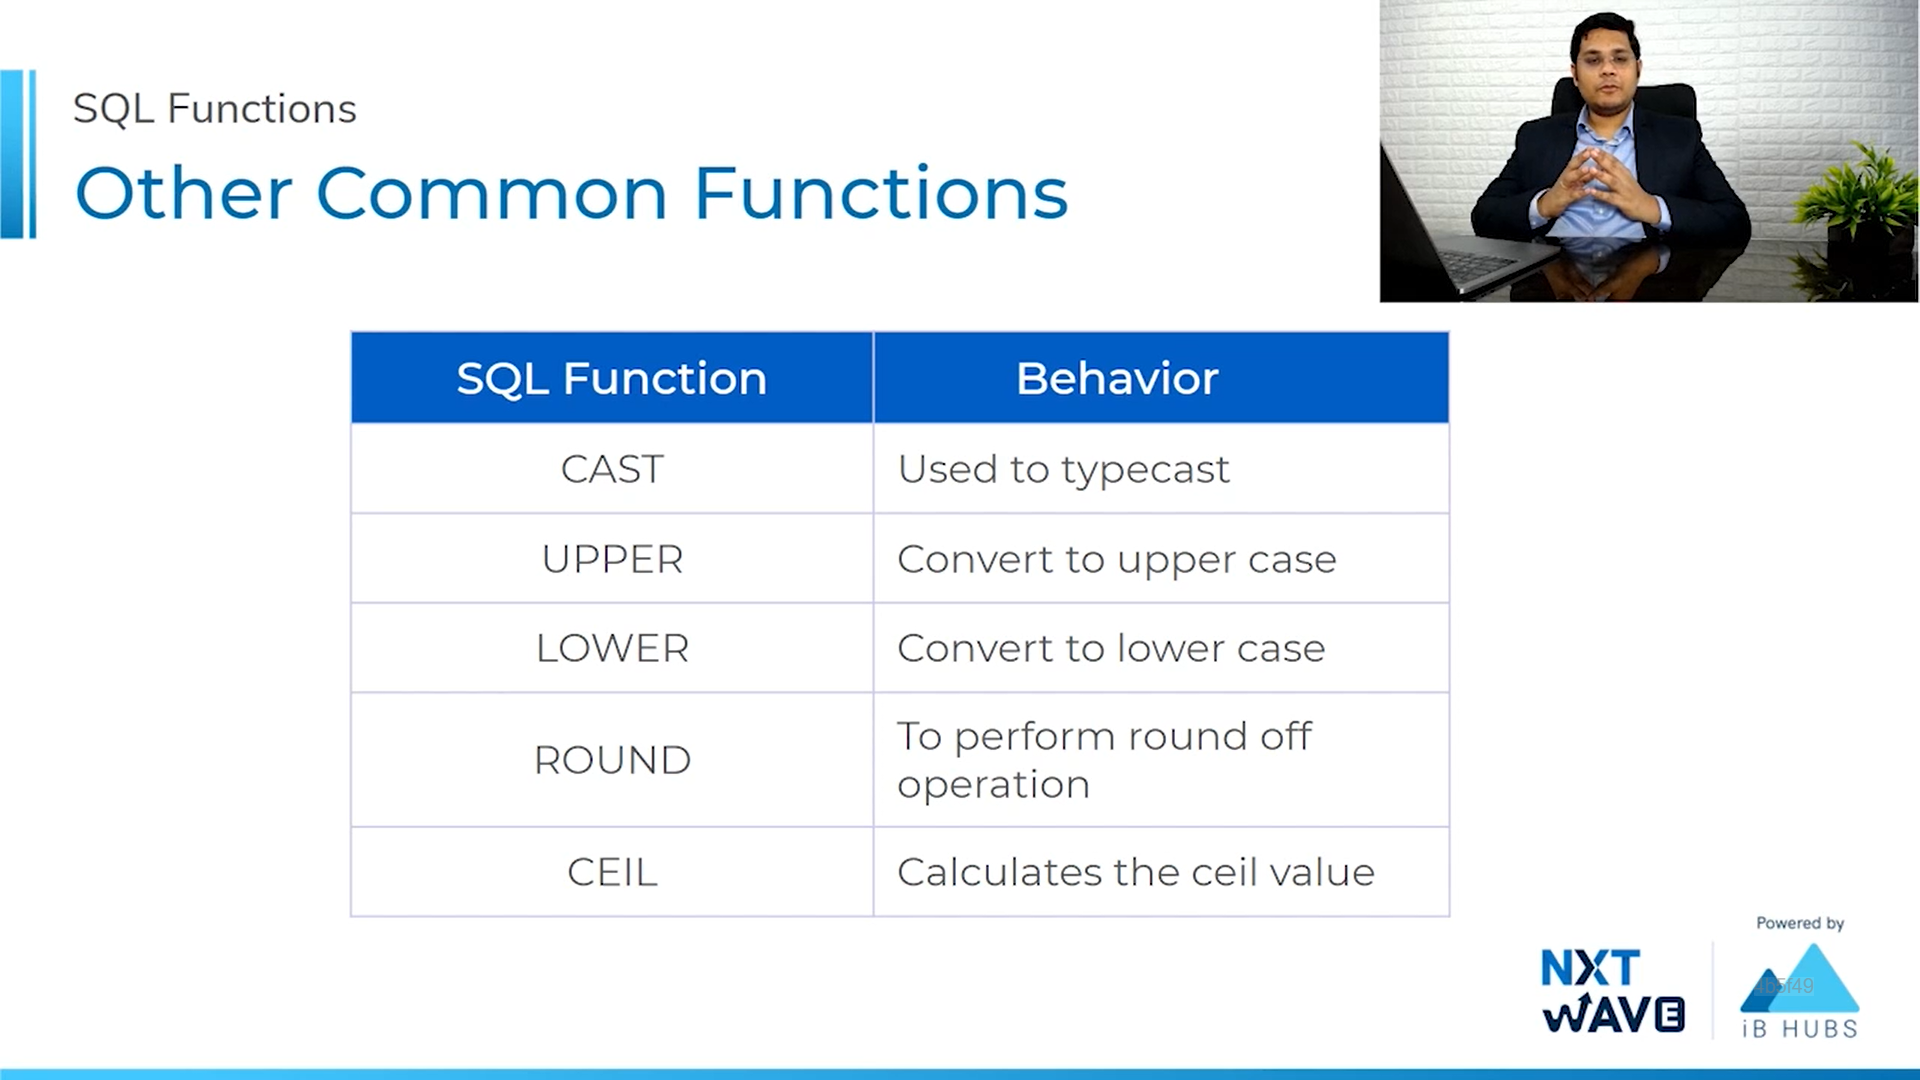 SQL Functions
Other Common Functions
SQL Function Behavior
CAST Used to typecast
UPPER Convert to upper case
LOWER Convert to lower case
ROUND To perform round off
operation
CEIL Calculates the ceil value
Powered by
NXT
WAVE
4b5f49
iB HUBS